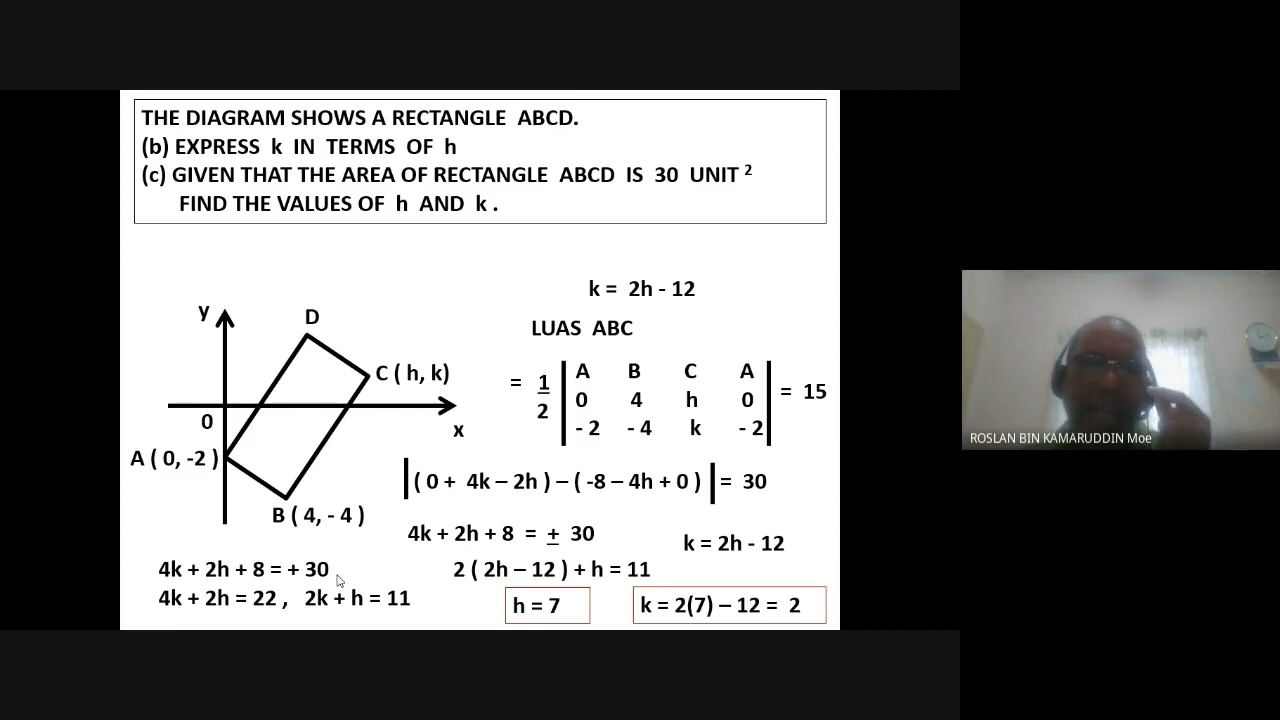 THE DIAGRAM SHOWS A RECTANGLE ABCD.
(b) EXPRESS k IN TERMS OF h
(c) GIVEN THAT THE AREA OF RECTANGLE ABCD IS 30 UNIT ²
FIND THE VALUES OF h AND k .
k = 2h - 12
LUAS ABC
= 1/2 | A B C A
0 4 h 0
- 2 - 4 k - 2 | = 15
y
D
C ( h, k)
0
x
A ( 0, -2 )
B ( 4, - 4 )
| ( 0 + 4k – 2h ) – ( -8 – 4h + 0 ) | = 30
4k + 2h + 8 = ± 30
k = 2h - 12
4k + 2h + 8 = + 30
2 ( 2h – 12 ) + h = 11
4k + 2h = 22 , 2k + h = 11
h = 7
k = 2(7) – 12 = 2
ROSLAN BIN KAMARUDDIN Moe